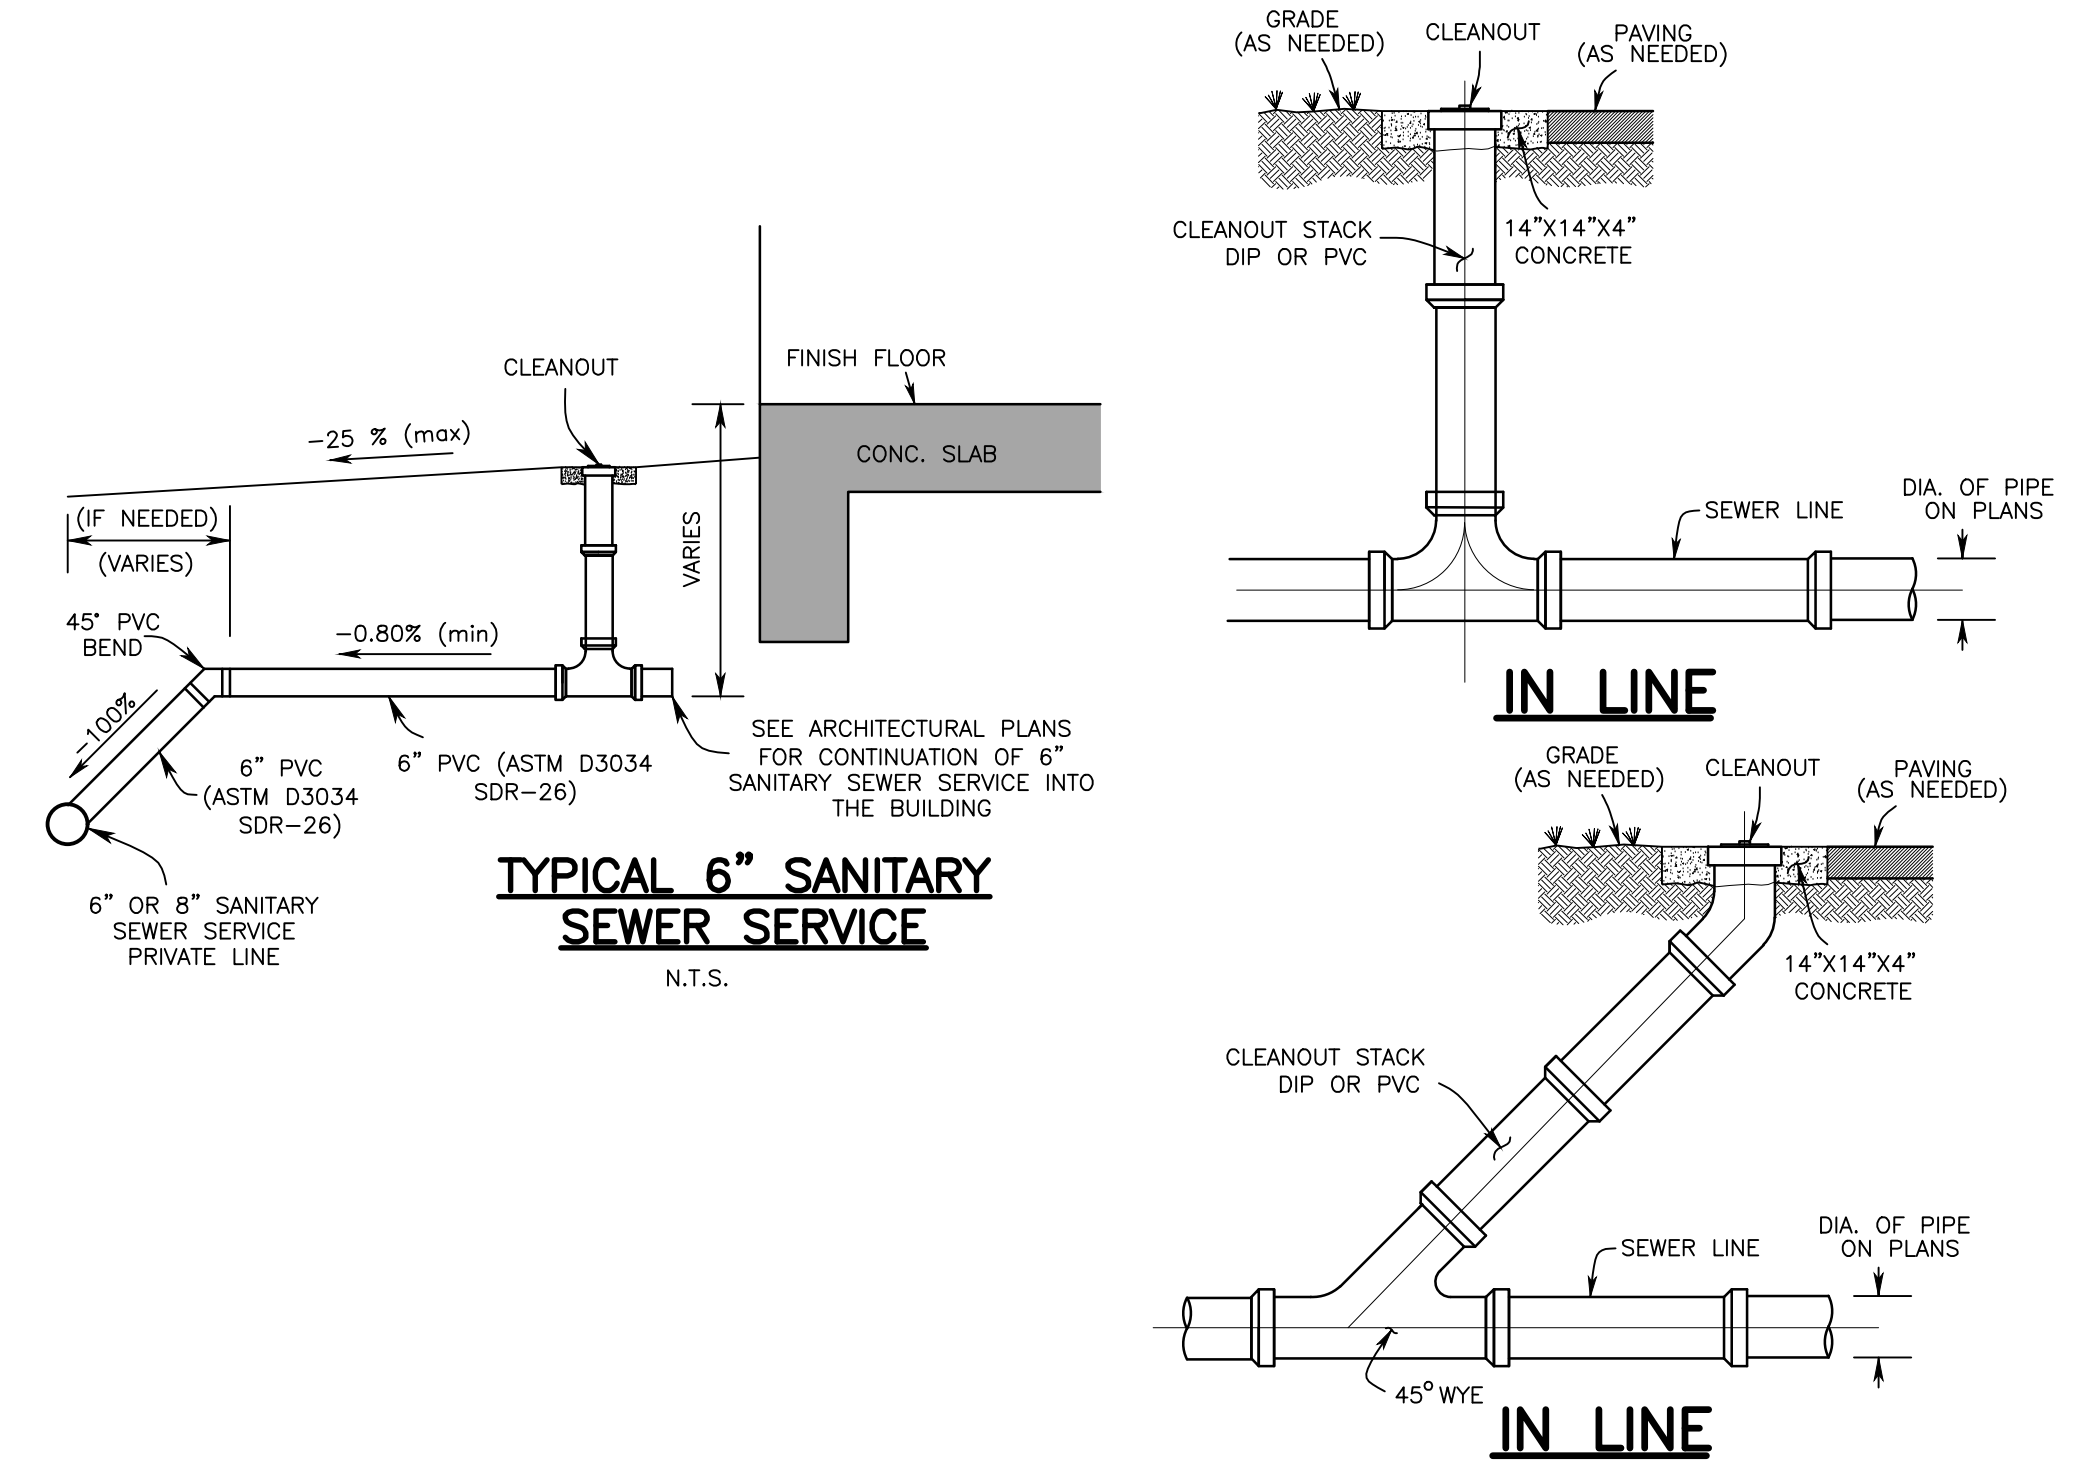 CLEANOUT
FINISH FLOOR
-25 % (max)
CONC. SLAB
(IF NEEDED)
(VARIES)
VARIES
45° PVC
BEND
-0.80% (min)
-100%
6" PVC
(ASTM D3034
SDR-26)
6" PVC (ASTM D3034
SDR-26)
SEE ARCHITECTURAL PLANS
FOR CONTINUATION OF 6"
SANITARY SEWER SERVICE INTO
THE BUILDING
6" OR 8" SANITARY
SEWER SERVICE
PRIVATE LINE
TYPICAL 6" SANITARY
SEWER SERVICE
N.T.S.
GRADE
(AS NEEDED)
CLEANOUT
PAVING
(AS NEEDED)
CLEANOUT STACK
DIP OR PVC
14"X14"X4"
CONCRETE
SEWER LINE
DIA. OF PIPE
ON PLANS
IN LINE
GRADE
(AS NEEDED)
CLEANOUT
PAVING
(AS NEEDED)
14"X14"X4"
CONCRETE
CLEANOUT STACK
DIP OR PVC
SEWER LINE
DIA. OF PIPE
ON PLANS
45° WYE
IN LINE